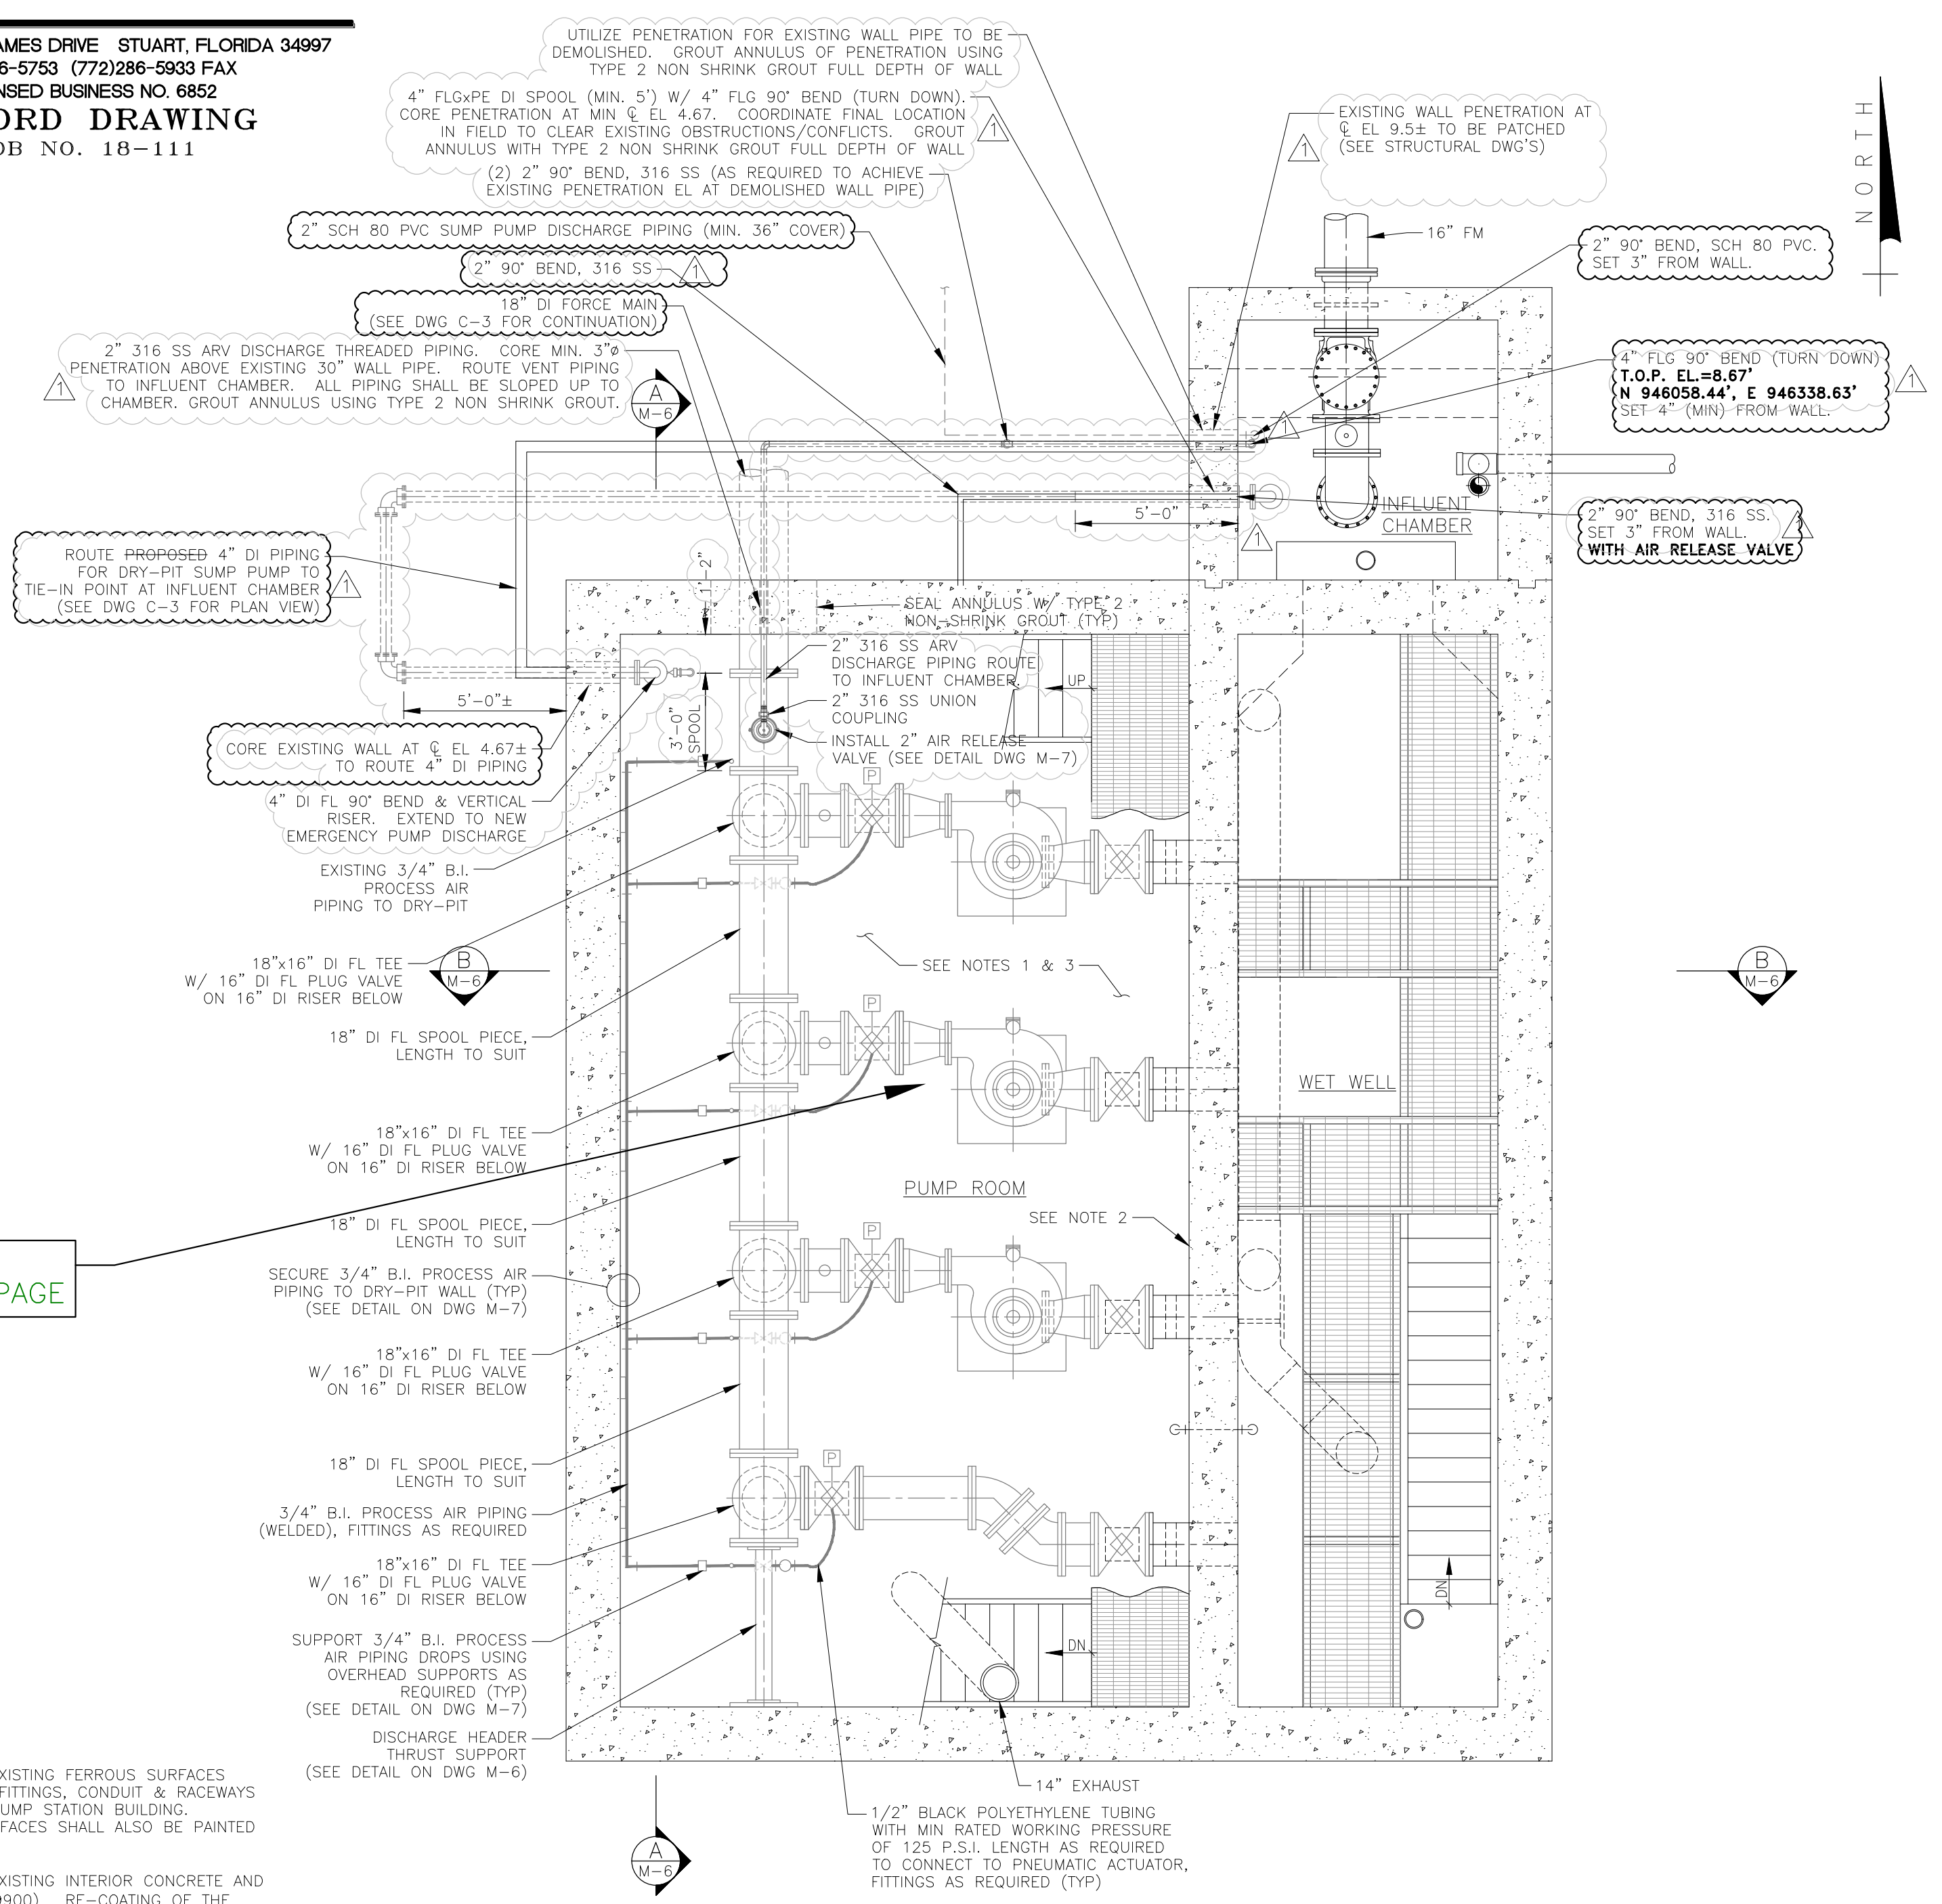 AMES DRIVE STUART, FLORIDA 34997
6-5753 (772)286-5933 FAX
NSED BUSINESS NO. 6852
ORD DRAWING
OB NO. 18-111
UTILIZE PENETRATION FOR EXISTING WALL PIPE TO BE
DEMOLISHED. GROUT ANNULUS OF PENETRATION USING
TYPE 2 NON SHRINK GROUT FULL DEPTH OF WALL
4" FLGxPE DI SPOOL (MIN. 5') W/ 4" FLG 90° BEND (TURN DOWN).
CORE PENETRATION AT MIN ℄ EL 4.67. COORDINATE FINAL LOCATION
IN FIELD TO CLEAR EXISTING OBSTRUCTIONS/CONFLICTS. GROUT
ANNULUS WITH TYPE 2 NON SHRINK GROUT FULL DEPTH OF WALL
1
(2) 2" 90° BEND, 316 SS (AS REQUIRED TO ACHIEVE
EXISTING PENETRATION EL AT DEMOLISHED WALL PIPE)
EXISTING WALL PENETRATION AT
℄ EL 9.5± TO BE PATCHED
(SEE STRUCTURAL DWG'S)
1
NORTH
2" SCH 80 PVC SUMP PUMP DISCHARGE PIPING (MIN. 36" COVER)
16" FM
2" 90° BEND, SCH 80 PVC.
SET 3" FROM WALL.
2" 90° BEND, 316 SS
1
18" DI FORCE MAIN
(SEE DWG C-3 FOR CONTINUATION)
2" 316 SS ARV DISCHARGE THREADED PIPING. CORE MIN. 3"ø
PENETRATION ABOVE EXISTING 30" WALL PIPE. ROUTE VENT PIPING
TO INFLUENT CHAMBER. ALL PIPING SHALL BE SLOPED UP TO
CHAMBER. GROUT ANNULUS USING TYPE 2 NON SHRINK GROUT.
1
A
M-6
4" FLG 90° BEND (TURN DOWN)
T.O.P. EL.=8.67'
N 946058.44', E 946338.63'
SET 4" (MIN) FROM WALL.
1
1
INFLUENT
CHAMBER
5'-0"
1
2" 90° BEND, 316 SS.
SET 3" FROM WALL.
WITH AIR RELEASE VALVE
1
ROUTE PROPOSED 4" DI PIPING
FOR DRY-PIT SUMP PUMP TO
TIE-IN POINT AT INFLUENT CHAMBER
(SEE DWG C-3 FOR PLAN VIEW)
1
1'-2"
SEAL ANNULUS W/ TYPE 2
NON-SHRINK GROUT (TYP)
2" 316 SS ARV
DISCHARGE PIPING ROUTE
TO INFLUENT CHAMBER.
UP
2" 316 SS UNION
COUPLING
INSTALL 2" AIR RELEASE
VALVE (SEE DETAIL DWG M-7)
5'-0"±
3'-0"
SPOOL
CORE EXISTING WALL AT ℄ EL 4.67±
TO ROUTE 4" DI PIPING
P
4" DI FL 90° BEND & VERTICAL
RISER. EXTEND TO NEW
EMERGENCY PUMP DISCHARGE
EXISTING 3/4" B.I.
PROCESS AIR
PIPING TO DRY-PIT
18"x16" DI FL TEE
W/ 16" DI FL PLUG VALVE
ON 16" DI RISER BELOW
B
M-6
SEE NOTES 1 & 3
B
M-6
P
18" DI FL SPOOL PIECE,
LENGTH TO SUIT
WET WELL
18"x16" DI FL TEE
W/ 16" DI FL PLUG VALVE
ON 16" DI RISER BELOW
PUMP ROOM
SEE NOTE 2
18" DI FL SPOOL PIECE,
LENGTH TO SUIT
P
PAGE
SECURE 3/4" B.I. PROCESS AIR
PIPING TO DRY-PIT WALL (TYP)
(SEE DETAIL ON DWG M-7)
18"x16" DI FL TEE
W/ 16" DI FL PLUG VALVE
ON 16" DI RISER BELOW
18" DI FL SPOOL PIECE,
LENGTH TO SUIT
P
3/4" B.I. PROCESS AIR PIPING
(WELDED), FITTINGS AS REQUIRED
18"x16" DI FL TEE
W/ 16" DI FL PLUG VALVE
ON 16" DI RISER BELOW
DN
SUPPORT 3/4" B.I. PROCESS
AIR PIPING DROPS USING
OVERHEAD SUPPORTS AS
REQUIRED (TYP)
(SEE DETAIL ON DWG M-7)
DN
DISCHARGE HEADER
THRUST SUPPORT
(SEE DETAIL ON DWG M-6)
14" EXHAUST
1/2" BLACK POLYETHYLENE TUBING
WITH MIN RATED WORKING PRESSURE
OF 125 P.S.I. LENGTH AS REQUIRED
TO CONNECT TO PNEUMATIC ACTUATOR,
FITTINGS AS REQUIRED (TYP)
A
M-6
XISTING FERROUS SURFACES
FITTINGS, CONDUIT & RACEWAYS
UMP STATION BUILDING.
FACES SHALL ALSO BE PAINTED
XISTING INTERIOR CONCRETE AND
9900). RE-COATING OF THE